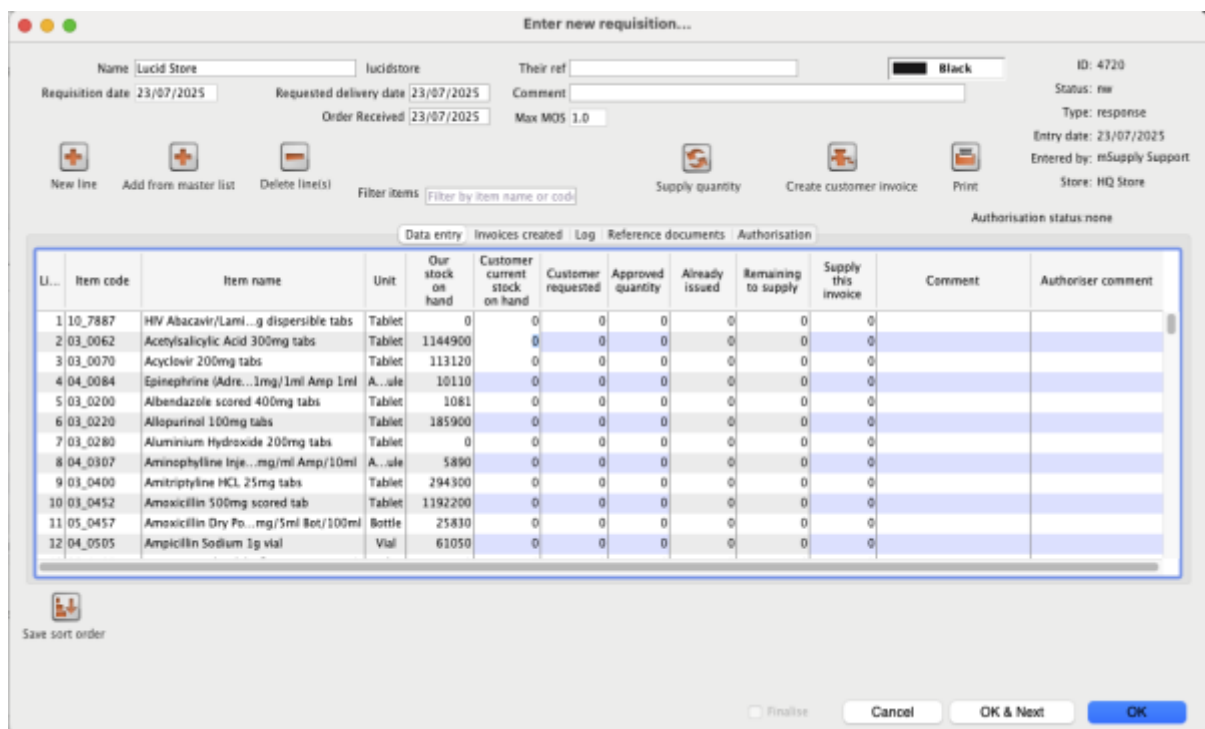 Enter new requisition...
Name Lucid Store lucidstore Their ref Black ID: 4720
Requisition date 23/07/2025 Requested delivery date 23/07/2025 Comment Status: nw
Order Received 23/07/2025 Max MOS 1.0 Type: response
Entry date: 23/07/2025
Entered by: mSupply Support
Store: HQ Store
New line Add from master list Delete line(s) Filter items Filter by item name or code Supply quantity Create customer invoice Print
Authorisation status:none
Data entry Invoices created Log Reference documents Authorisation
Li... Item code Item name Unit Our stock on hand Customer current stock on hand Customer requested Approved quantity Already issued Remaining to supply Supply this invoice Comment Authoriser comment
1 10_7887 HIV Abacavir/Lami...g dispersible tabs Tablet 0 0 0 0 0 0 0
2 03_0062 Acetylsalicylic Acid 300mg tabs Tablet 1144900 0 0 0 0 0 0
3 03_0070 Acyclovir 200mg tabs Tablet 113120 0 0 0 0 0 0
4 04_0084 Epinephrine (Adre...1mg/1ml Amp 1ml A...ule 10110 0 0 0 0 0 0
5 03_0200 Albendazole scored 400mg tabs Tablet 1081 0 0 0 0 0 0
6 03_0220 Allopurinol 100mg tabs Tablet 185900 0 0 0 0 0 0
7 03_0280 Aluminium Hydroxide 200mg tabs Tablet 0 0 0 0 0 0 0
8 04_0307 Aminophylline Inje...mg/ml Amp/10ml A...ule 5890 0 0 0 0 0 0
9 03_0400 Amitriptyline HCL 25mg tabs Tablet 294300 0 0 0 0 0 0
10 03_0452 Amoxicillin 500mg scored tab Tablet 1192200 0 0 0 0 0 0
11 05_0457 Amoxicillin Dry Po...mg/5ml Bot/100ml Bottle 25830 0 0 0 0 0 0
12 04_0505 Ampicillin Sodium 1g vial Vial 61050 0 0 0 0 0 0
Save sort order
Finalise Cancel OK & Next OK